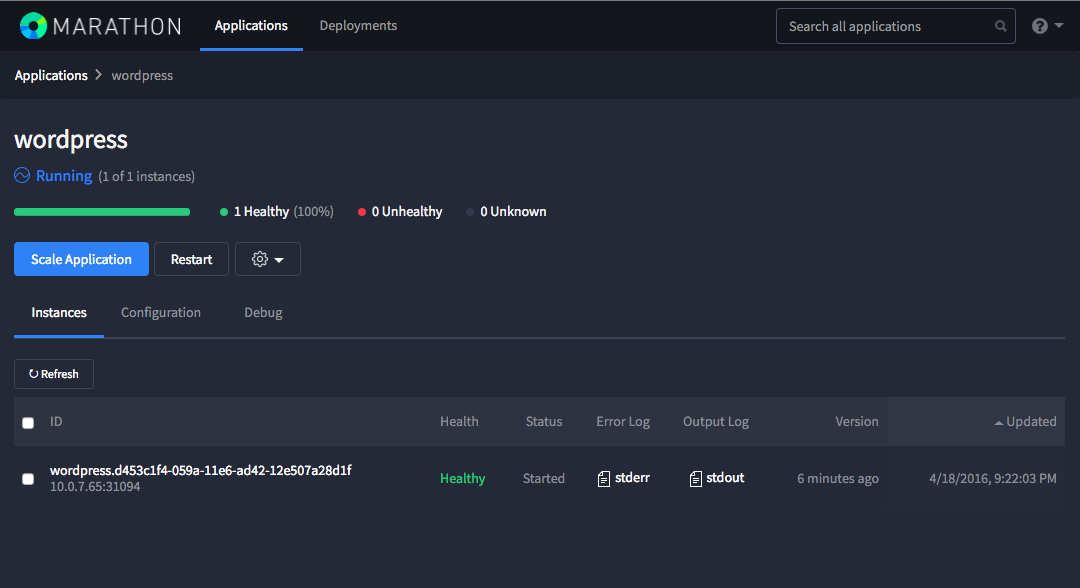 MARATHON Applications Deployments Search all applications ?
Applications wordpress
wordpress
Running (1 of 1 instances)
1 Healthy (100%) 0 Unhealthy 0 Unknown
Scale Application Restart
Instances Configuration Debug
Refresh
ID Health Status Error Log Output Log Version Updated
wordpress.d453c1f4-059a-11e6-ad42-12e507a28d1f Healthy Started stderr stdout 6 minutes ago 4/18/2016, 9:22:03 PM
10.0.7.65:31094